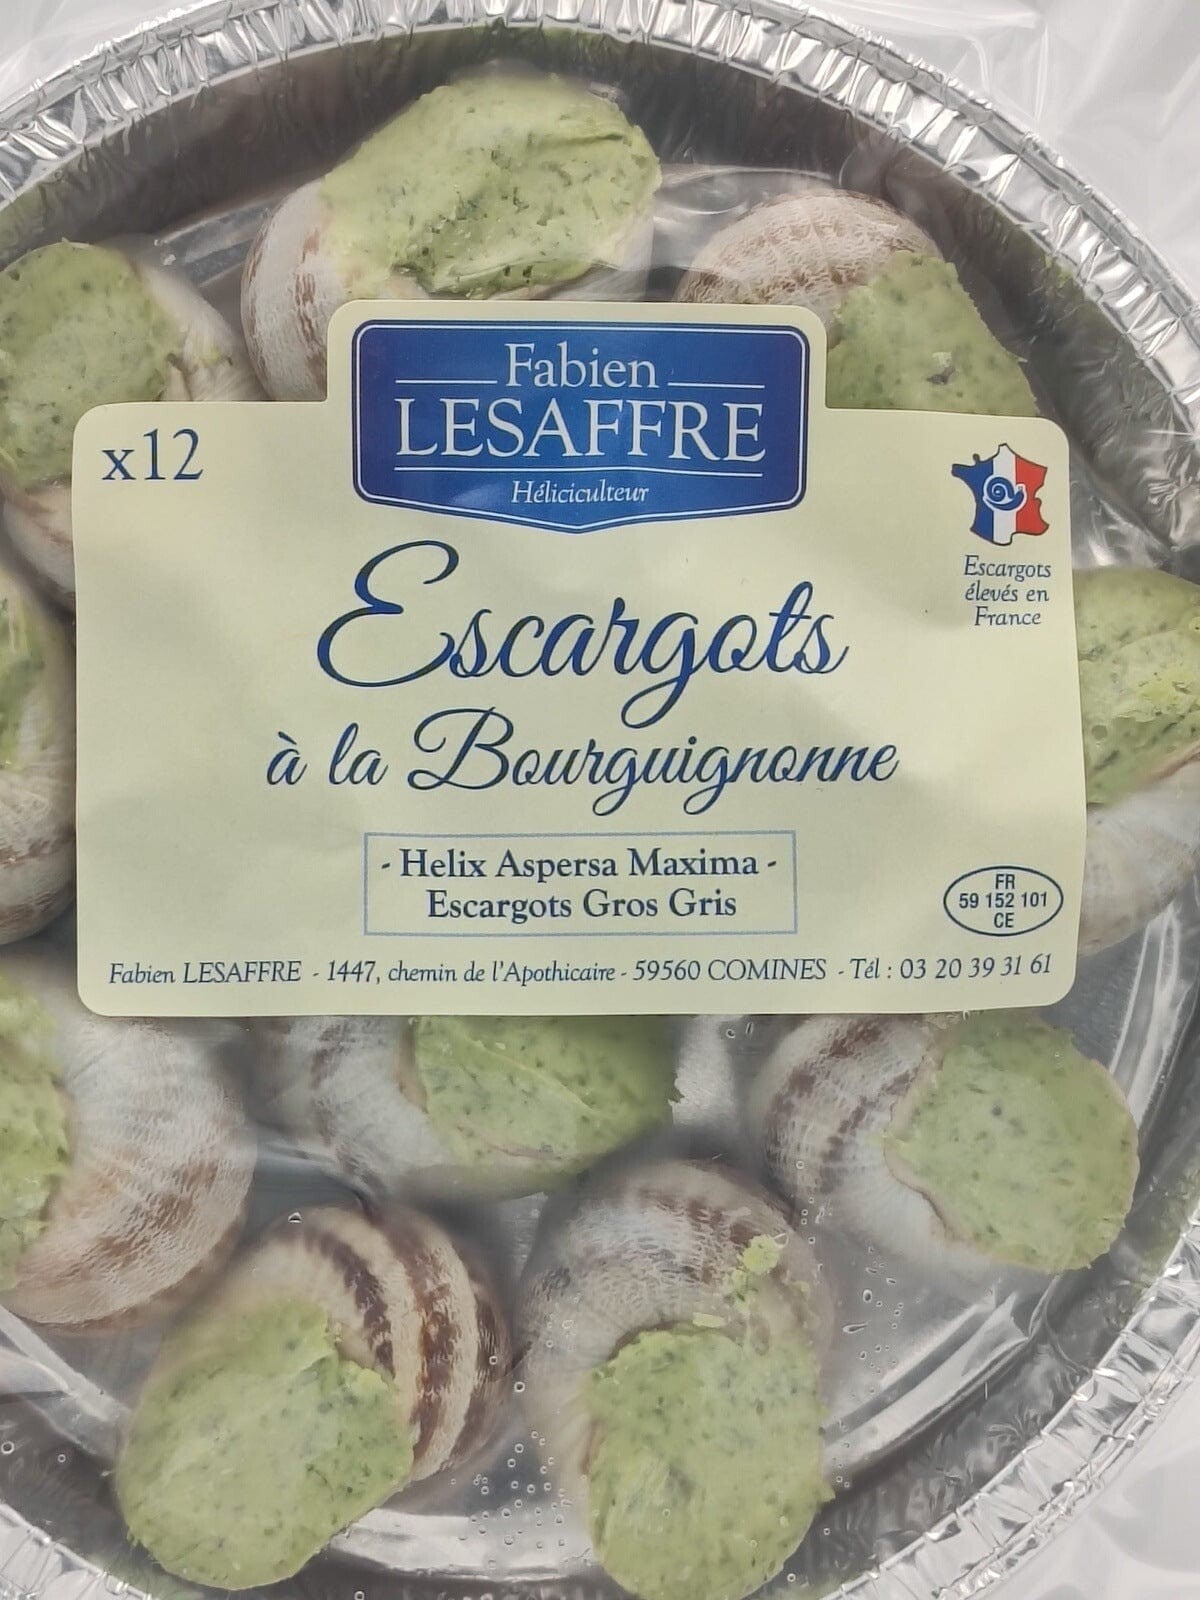 Fabien
LESAFFRE
Héliciculteur
x12
Escargots
élevés en
France
Escargots
à la Bourguignonne
- Helix Aspersa Maxima -
Escargots Gros Gris
FR
59 152 101
CE
Fabien LESAFFRE - 1447, chemin de l'Apothicaire - 59560 COMINES - Tél : 03 20 39 31 61